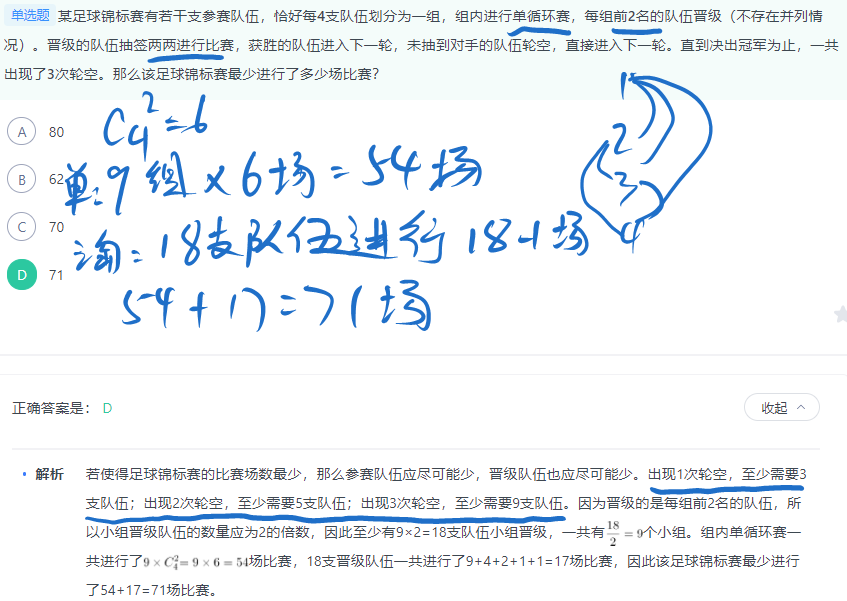 单选题 某足球锦标赛有若干支参赛队伍，恰好每4支队伍划分为一组，组内进行单循环赛，每组前2名的队伍晋级（不存在并列情
况）。晋级的队伍抽签两两进行比赛，获胜的队伍进入下一轮，未抽到对手的队伍轮空，直接进入下一轮。直到决出冠军为止，一共
出现了3次轮空。那么该足球锦标赛最少进行了多少场比赛？
A 80
B 62
C 70
D 71
C₄²=6
单：9组×6场=54场
淘：18支队伍进行18-1场
54+17=71场
1
2
3
4
正确答案是： D
收起
解析 若使得足球锦标赛的比赛场数最少，那么参赛队伍应尽可能少，晋级队伍也应尽可能少。出现1次轮空，至少需要3
支队伍；出现2次轮空，至少需要5支队伍；出现3次轮空，至少需要9支队伍。因为晋级的是每组前2名的队伍，所
以小组晋级队伍的数量应为2的倍数，因此至少有9×2=18支队伍小组晋级，一共有18/2=9个小组。组内单循环赛一
共进行了9×C₄²=9×6=54场比赛，18支晋级队伍一共进行了9+4+2+1+1=17场比赛，因此该足球锦标赛最少进行
了54+17=71场比赛。